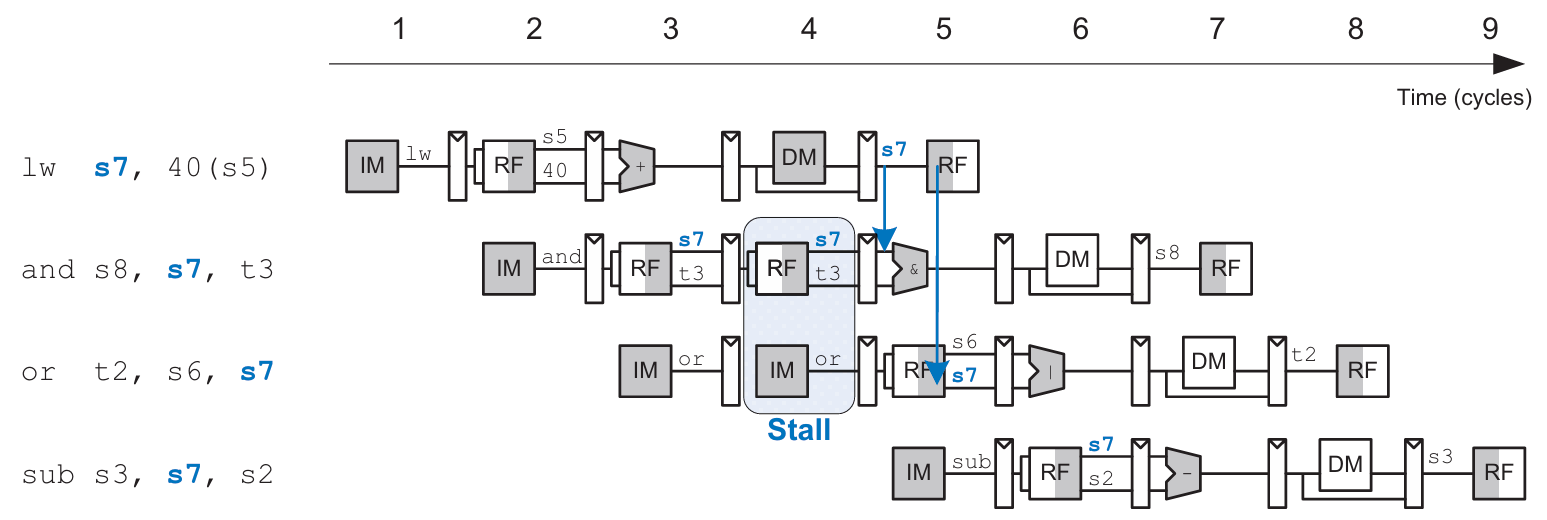 1 2 3 4 5 6 7 8 9
Time (cycles)
lw s7, 40(s5) IM lw RF s5 40 + DM s7 RF
and s8, s7, t3 IM and RF s7 t3 RF s7 t3 & DM s8 RF
or t2, s6, s7 IM or IM or RF s6 s7 | DM t2 RF
Stall
sub s3, s7, s2 IM sub RF s7 s2 - DM s3 RF